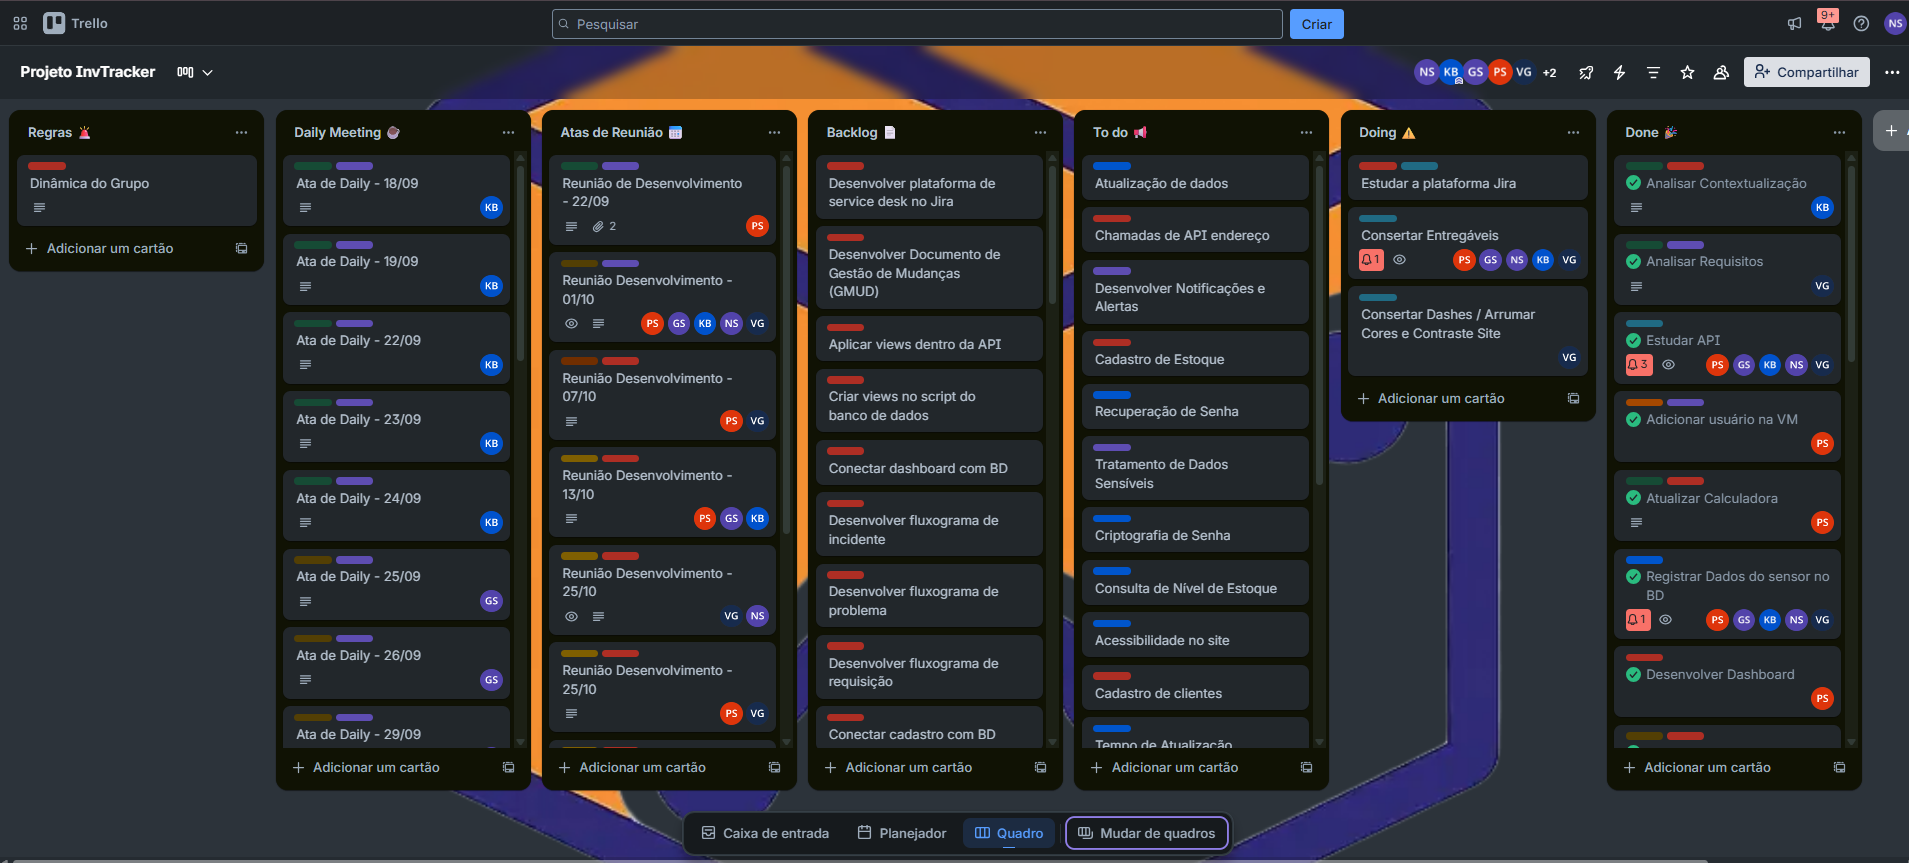 Trello
Pesquisar
Criar
9+
NS
Projeto InvTracker
NS KB GS PS VG +2
Compartilhar
Regras
Dinâmica do Grupo
Adicionar um cartão
Daily Meeting
Ata de Daily - 18/09
KB
Ata de Daily - 19/09
KB
Ata de Daily - 22/09
KB
Ata de Daily - 23/09
KB
Ata de Daily - 24/09
KB
Ata de Daily - 25/09
GS
Ata de Daily - 26/09
GS
Ata de Daily - 29/09
Adicionar um cartão
Atas de Reunião
Reunião de Desenvolvimento
- 22/09
2
PS
Reunião Desenvolvimento -
01/10
PS GS KB NS VG
Reunião Desenvolvimento -
07/10
PS VG
Reunião Desenvolvimento -
13/10
PS GS KB
Reunião Desenvolvimento -
25/10
VG NS
Reunião Desenvolvimento -
25/10
PS VG
Adicionar um cartão
Backlog
Desenvolver plataforma de
service desk no Jira
Desenvolver Documento de
Gestão de Mudanças
(GMUD)
Aplicar views dentro da API
Criar views no script do
banco de dados
Conectar dashboard com BD
Desenvolver fluxograma de
incidente
Desenvolver fluxograma de
problema
Desenvolver fluxograma de
requisição
Conectar cadastro com BD
Adicionar um cartão
To do
Atualização de dados
Chamadas de API endereço
Desenvolver Notificações e
Alertas
Cadastro de Estoque
Recuperação de Senha
Tratamento de Dados
Sensíveis
Criptografia de Senha
Consulta de Nível de Estoque
Acessibilidade no site
Cadastro de clientes
Tempo de Atualização
Adicionar um cartão
Doing
Estudar a plataforma Jira
Consertar Entregáveis
1
PS GS NS KB VG
Consertar Dashes / Arrumar
Cores e Contraste Site
VG
Adicionar um cartão
Done
Analisar Contextualização
KB
Analisar Requisitos
VG
Estudar API
3
PS GS KB NS VG
Adicionar usuário na VM
PS
Atualizar Calculadora
PS
Registrar Dados do sensor no
BD
1
PS GS KB NS VG
Desenvolver Dashboard
PS
Adicionar um cartão
Caixa de entrada
Planejador
Quadro
Mudar de quadros